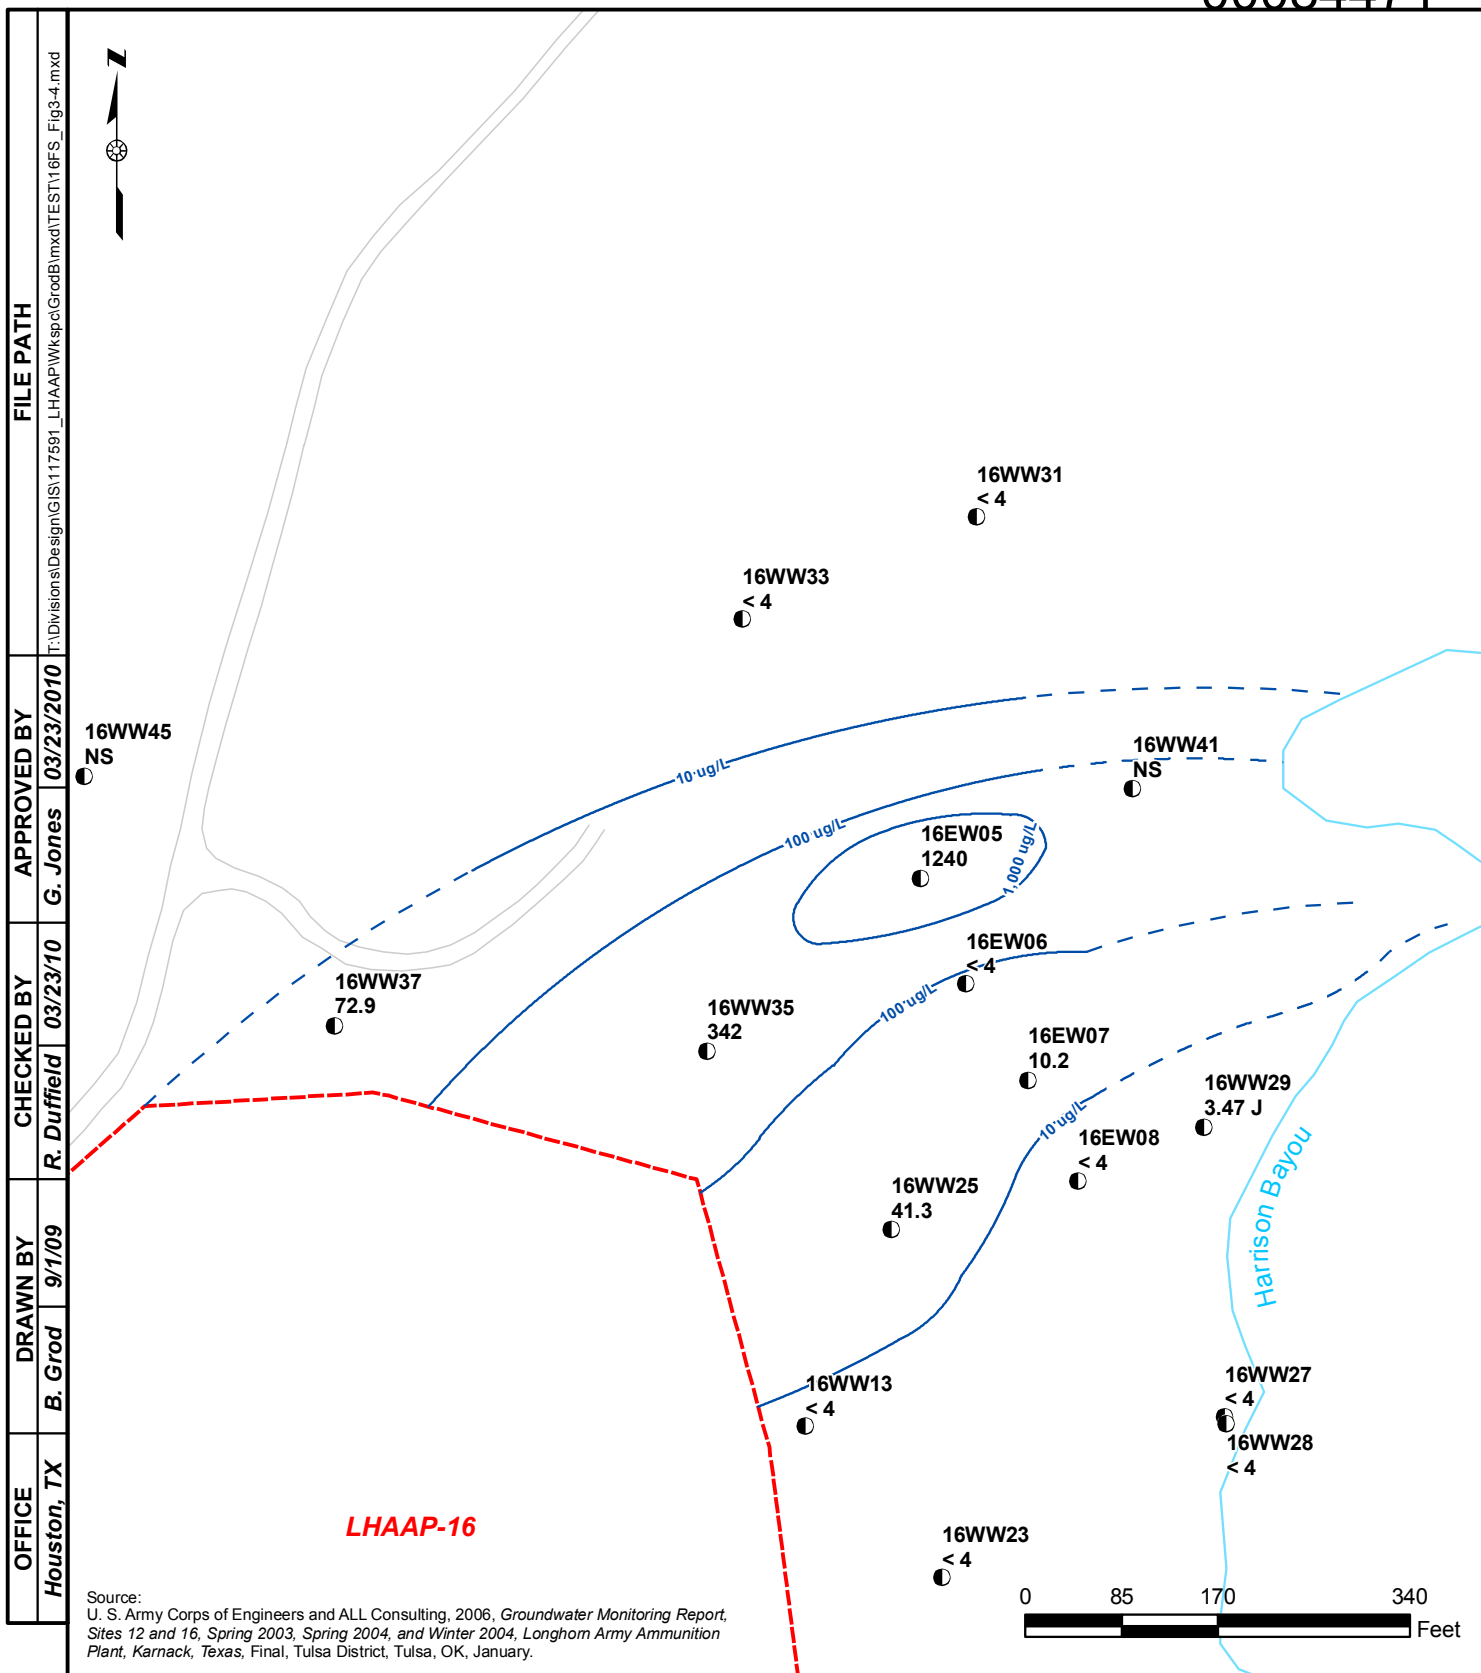 z
FILE PATH
T:\Divisions\Design\GIS\117591_LHAAP\Wkspc\GrodB\mxd\TEST\16FS_Fig3-4.mxd
APPROVED BY
G. Jones 03/23/2010
CHECKED BY
R. Duffield 03/23/10
DRAWN BY
B. Grod 9/1/09
OFFICE
Houston, TX
16WW31
< 4
16WW33
< 4
16WW45
NS
16WW41
NS
10 ug/L
100 ug/L
16EW05
1240
1,000 ug/L
16EW06
< 4
16WW37
72.9
100 ug/L
16WW35
342
16EW07
10.2
16WW29
3.47 J
10 ug/L
16EW08
< 4
16WW25
41.3
Harrison Bayou
16WW13
< 4
16WW27
< 4
16WW28
< 4
LHAAP-16
16WW23
< 4
0 85 170 340
Feet
Source:
U. S. Army Corps of Engineers and ALL Consulting, 2006, Groundwater Monitoring Report,
Sites 12 and 16, Spring 2003, Spring 2004, and Winter 2004, Longhorn Army Ammunition
Plant, Karnack, Texas, Final, Tulsa District, Tulsa, OK, January.